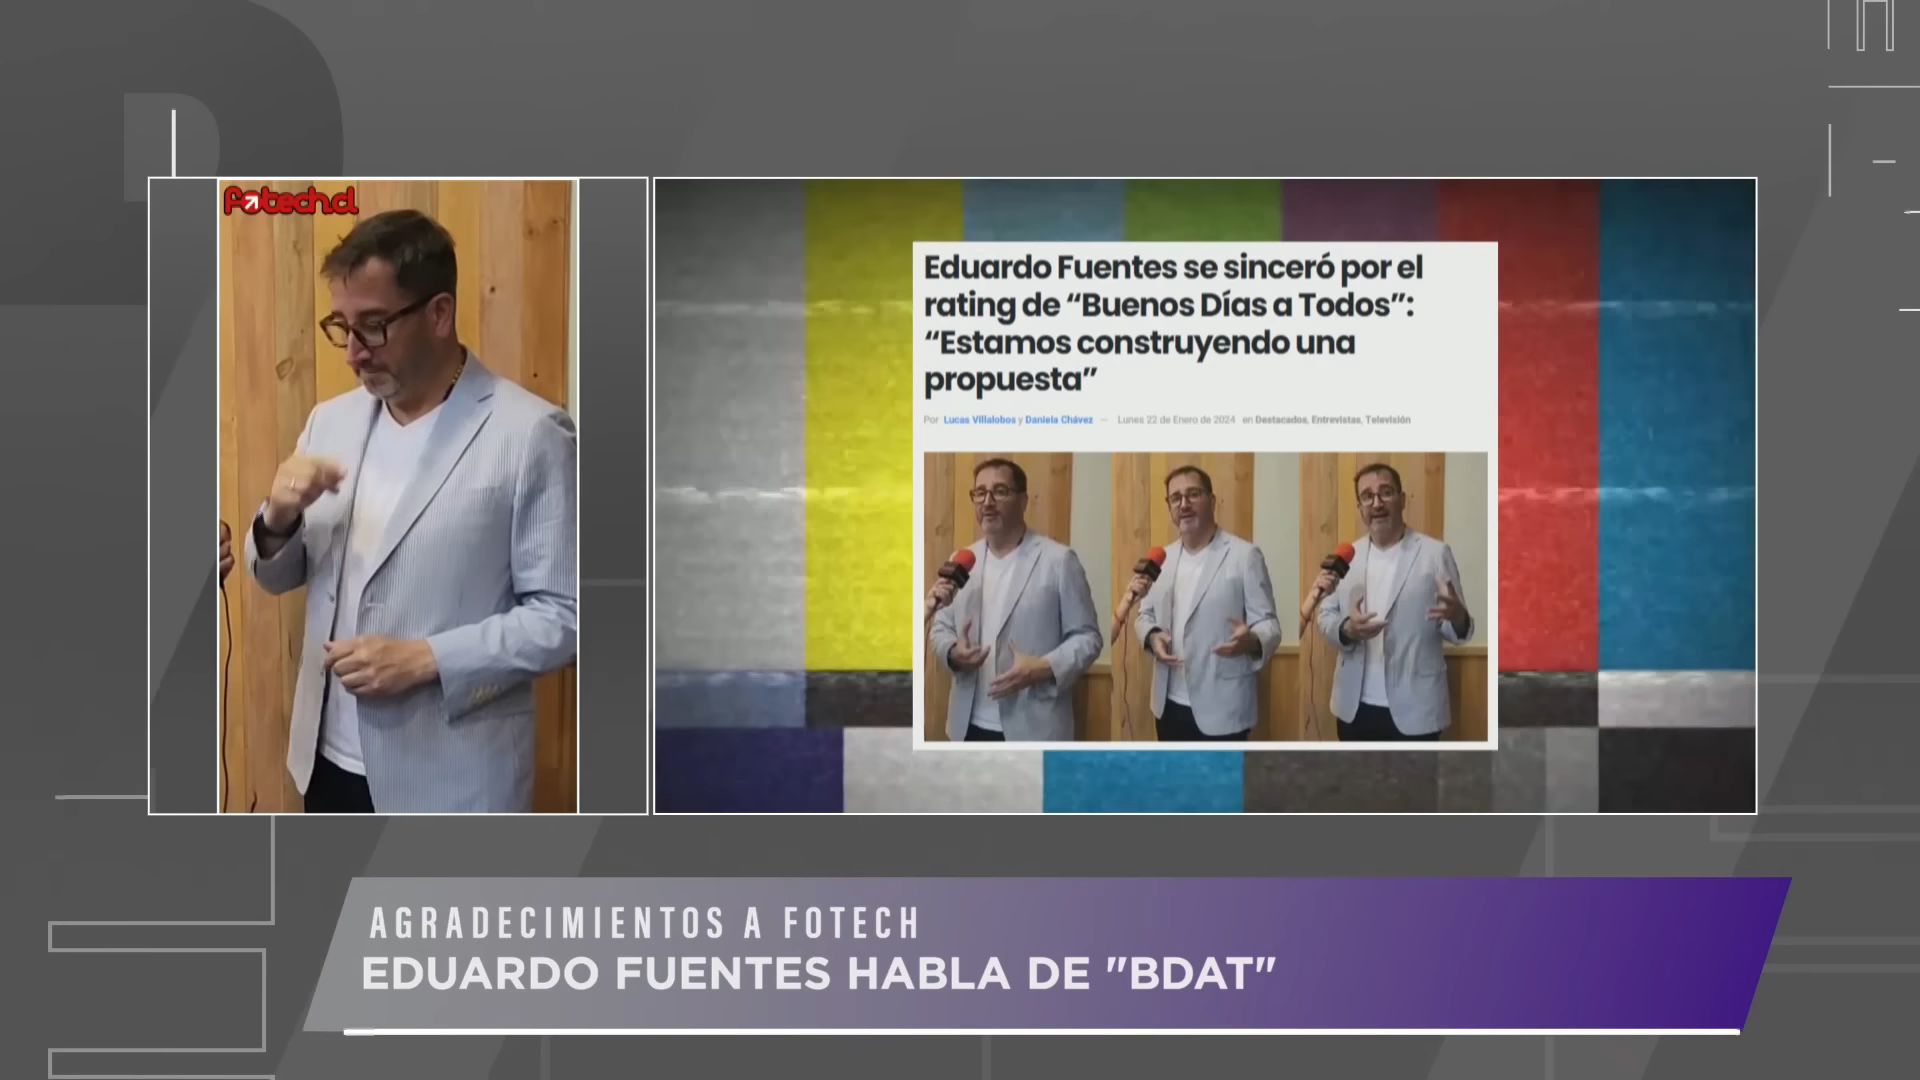 fotech.cl
Eduardo Fuentes se sinceró por el
rating de “Buenos Días a Todos”:
“Estamos construyendo una
propuesta”
Por Lucas Villalobos y Daniela Chávez — Lunes 22 de Enero de 2024 en Destacados, Entrevistas, Televisión
AGRADECIMIENTOS A FOTECH
EDUARDO FUENTES HABLA DE "BDAT"